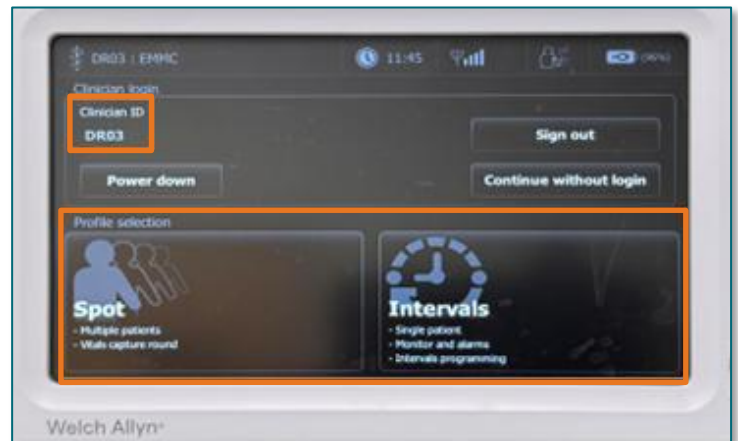 DR03 | EMMC
11:45
(96%)
Clinician login
Clinician ID
DR03
Sign out
Power down
Continue without login
Profile selection
Spot
- Multiple patients
- Vitals capture round
Intervals
- Single patient
- Monitor and alarms
- Intervals programming
Welch Allyn